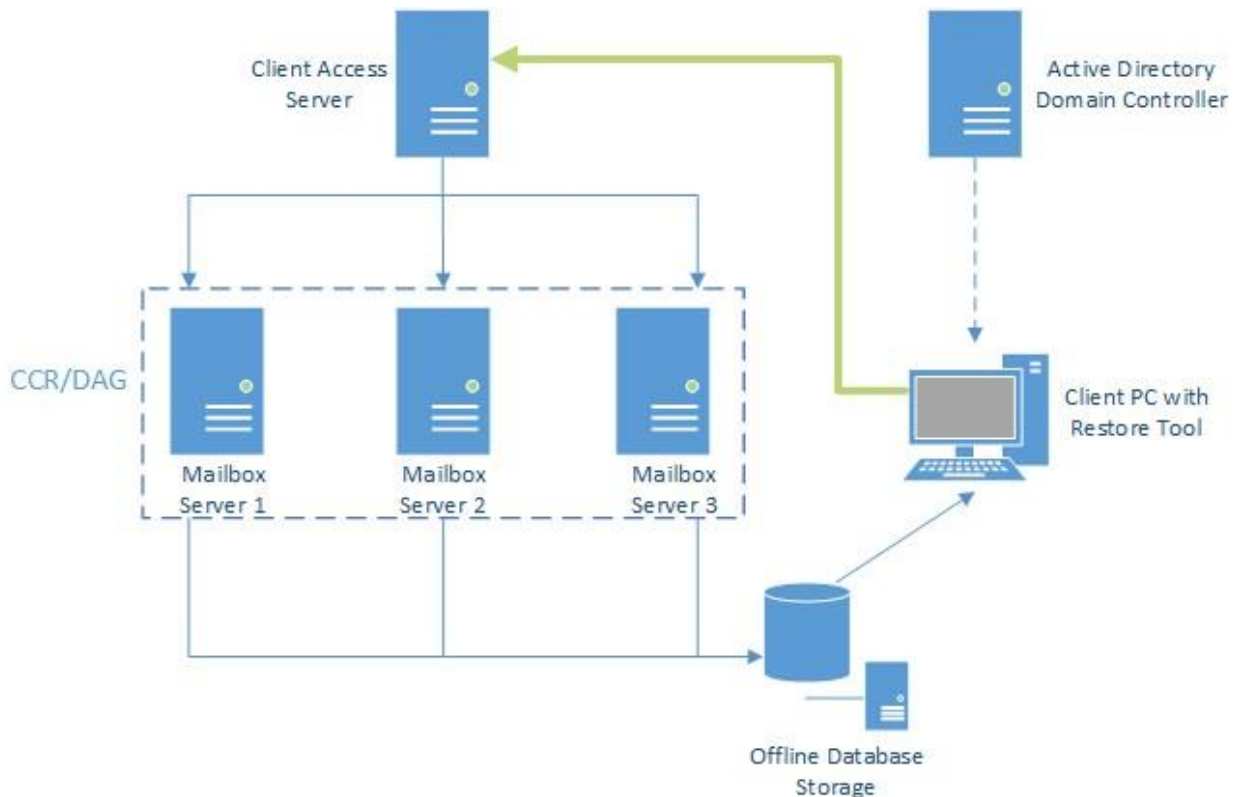 Client Access
Server
Active Directory
Domain Controller
CCR/DAG
Mailbox
Server 1
Mailbox
Server 2
Mailbox
Server 3
Client PC with
Restore Tool
Offline Database
Storage